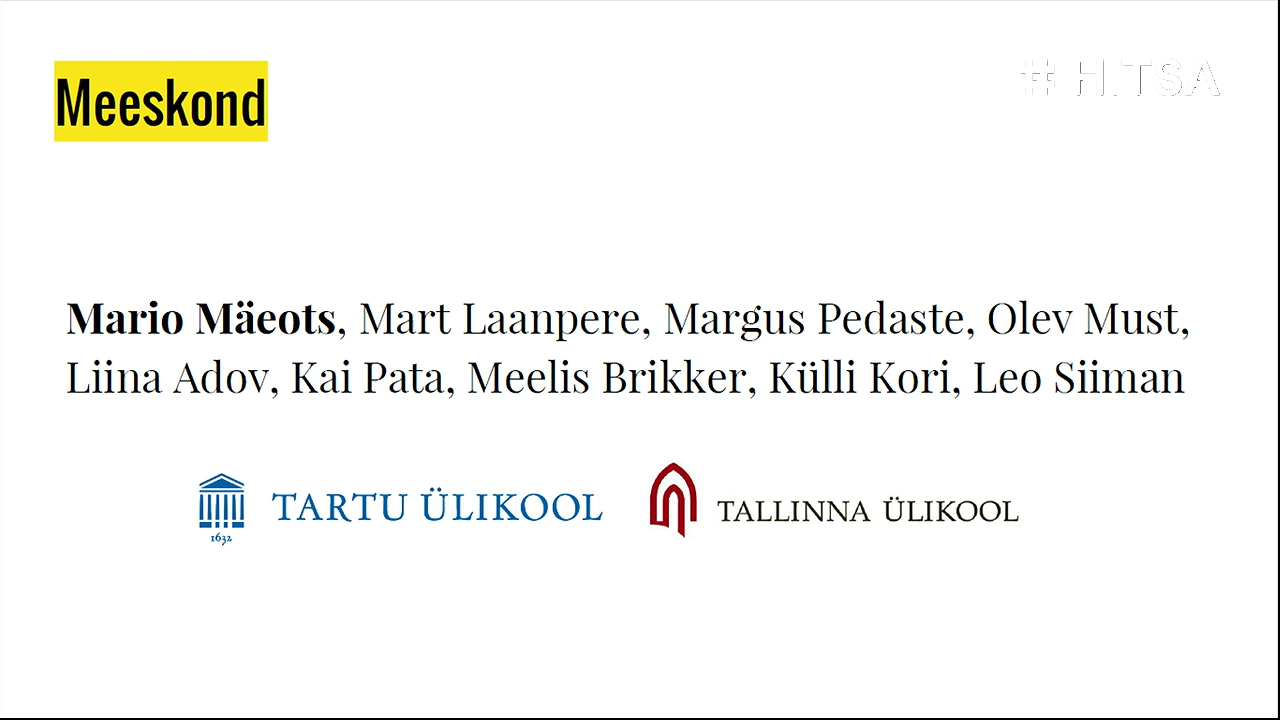 Meeskond
# HITSA
Mario Mäeots, Mart Laanpere, Margus Pedaste, Olev Must,
Liina Adov, Kai Pata, Meelis Brikker, Külli Kori, Leo Siiman
TARTU ÜLIKOOL
1632
TALLINNA ÜLIKOOL